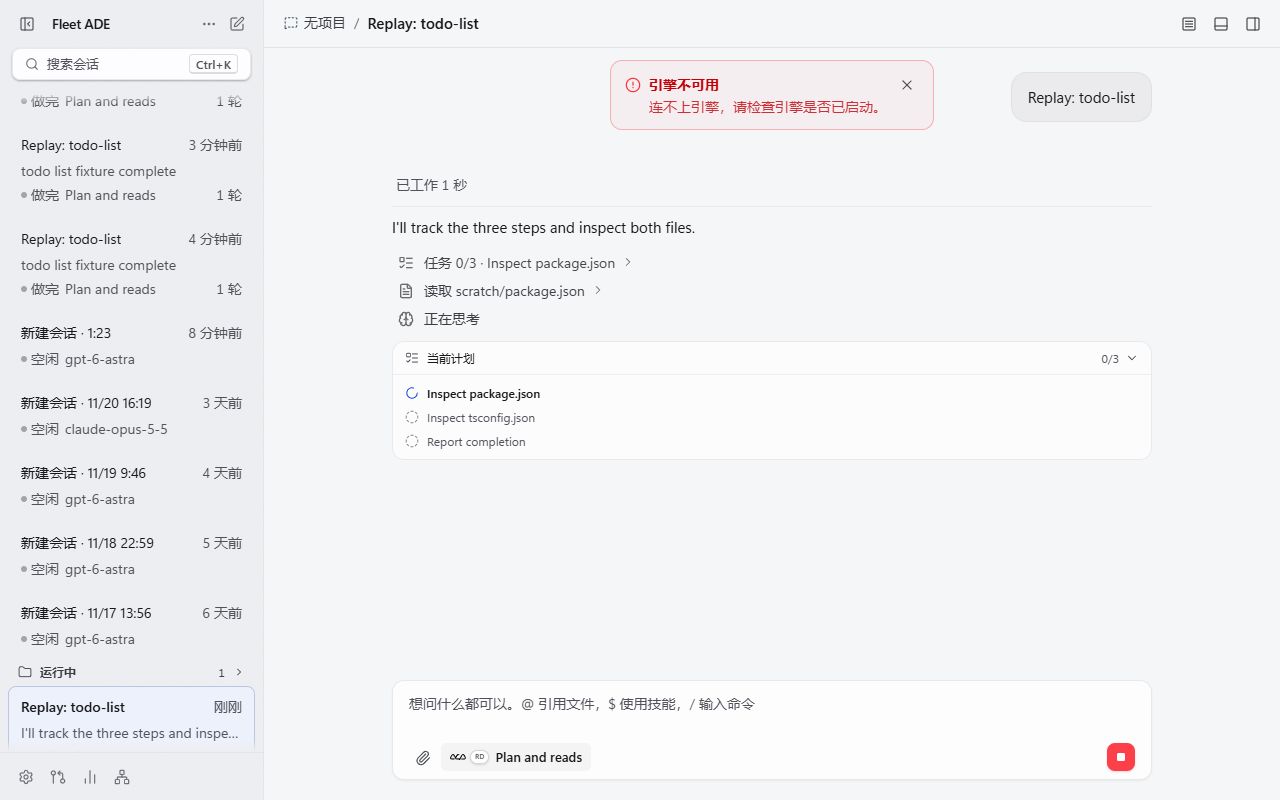 Fleet ADE
搜索会话
Ctrl+K
做完 Plan and reads 1 轮
Replay: todo-list 3 分钟前
todo list fixture complete
做完 Plan and reads 1 轮
Replay: todo-list 4 分钟前
todo list fixture complete
做完 Plan and reads 1 轮
新建会话 · 1:23 8 分钟前
空闲 gpt-6-astra
新建会话 · 11/20 16:19 3 天前
空闲 claude-opus-5-5
新建会话 · 11/19 9:46 4 天前
空闲 gpt-6-astra
新建会话 · 11/18 22:59 5 天前
空闲 gpt-6-astra
新建会话 · 11/17 13:56 6 天前
空闲 gpt-6-astra
运行中 1
Replay: todo-list 刚刚
I'll track the three steps and inspe...
无项目 / Replay: todo-list
引擎不可用
连不上引擎，请检查引擎是否已启动。
Replay: todo-list
已工作 1 秒
I'll track the three steps and inspect both files.
任务 0/3 · Inspect package.json
读取 scratch/package.json
正在思考
当前计划 0/3
Inspect package.json
Inspect tsconfig.json
Report completion
想问什么都可以。@ 引用文件，$ 使用技能，/ 输入命令
RD Plan and reads